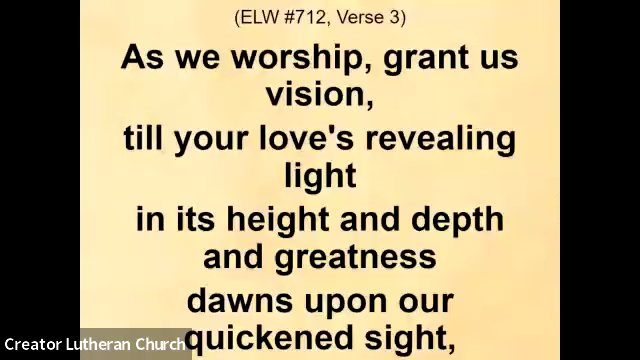 (ELW #712, Verse 3)
As we worship, grant us
vision,
till your love's revealing
light
in its height and depth
and greatness
dawns upon our
quickened sight,
Creator Lutheran Church